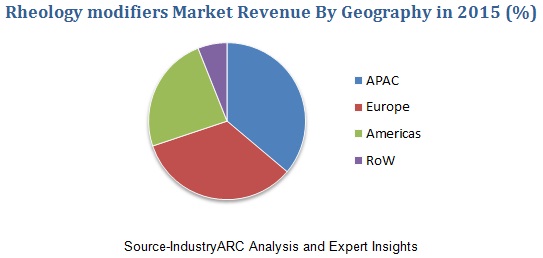 Rheology modifiers Market Revenue By Geography in 2015 (%)
APAC
Europe
Americas
RoW
Source-IndustryARC Analysis and Expert Insights